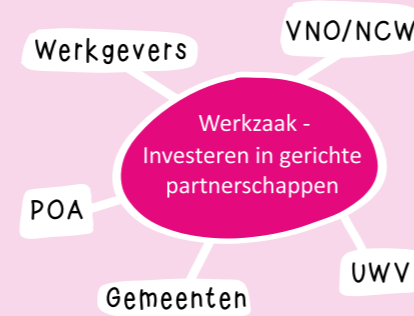 Werkgevers
VNO/NCW
Werkzaak -
Investeren in gerichte
partnerschappen
POA
UWV
Gemeenten